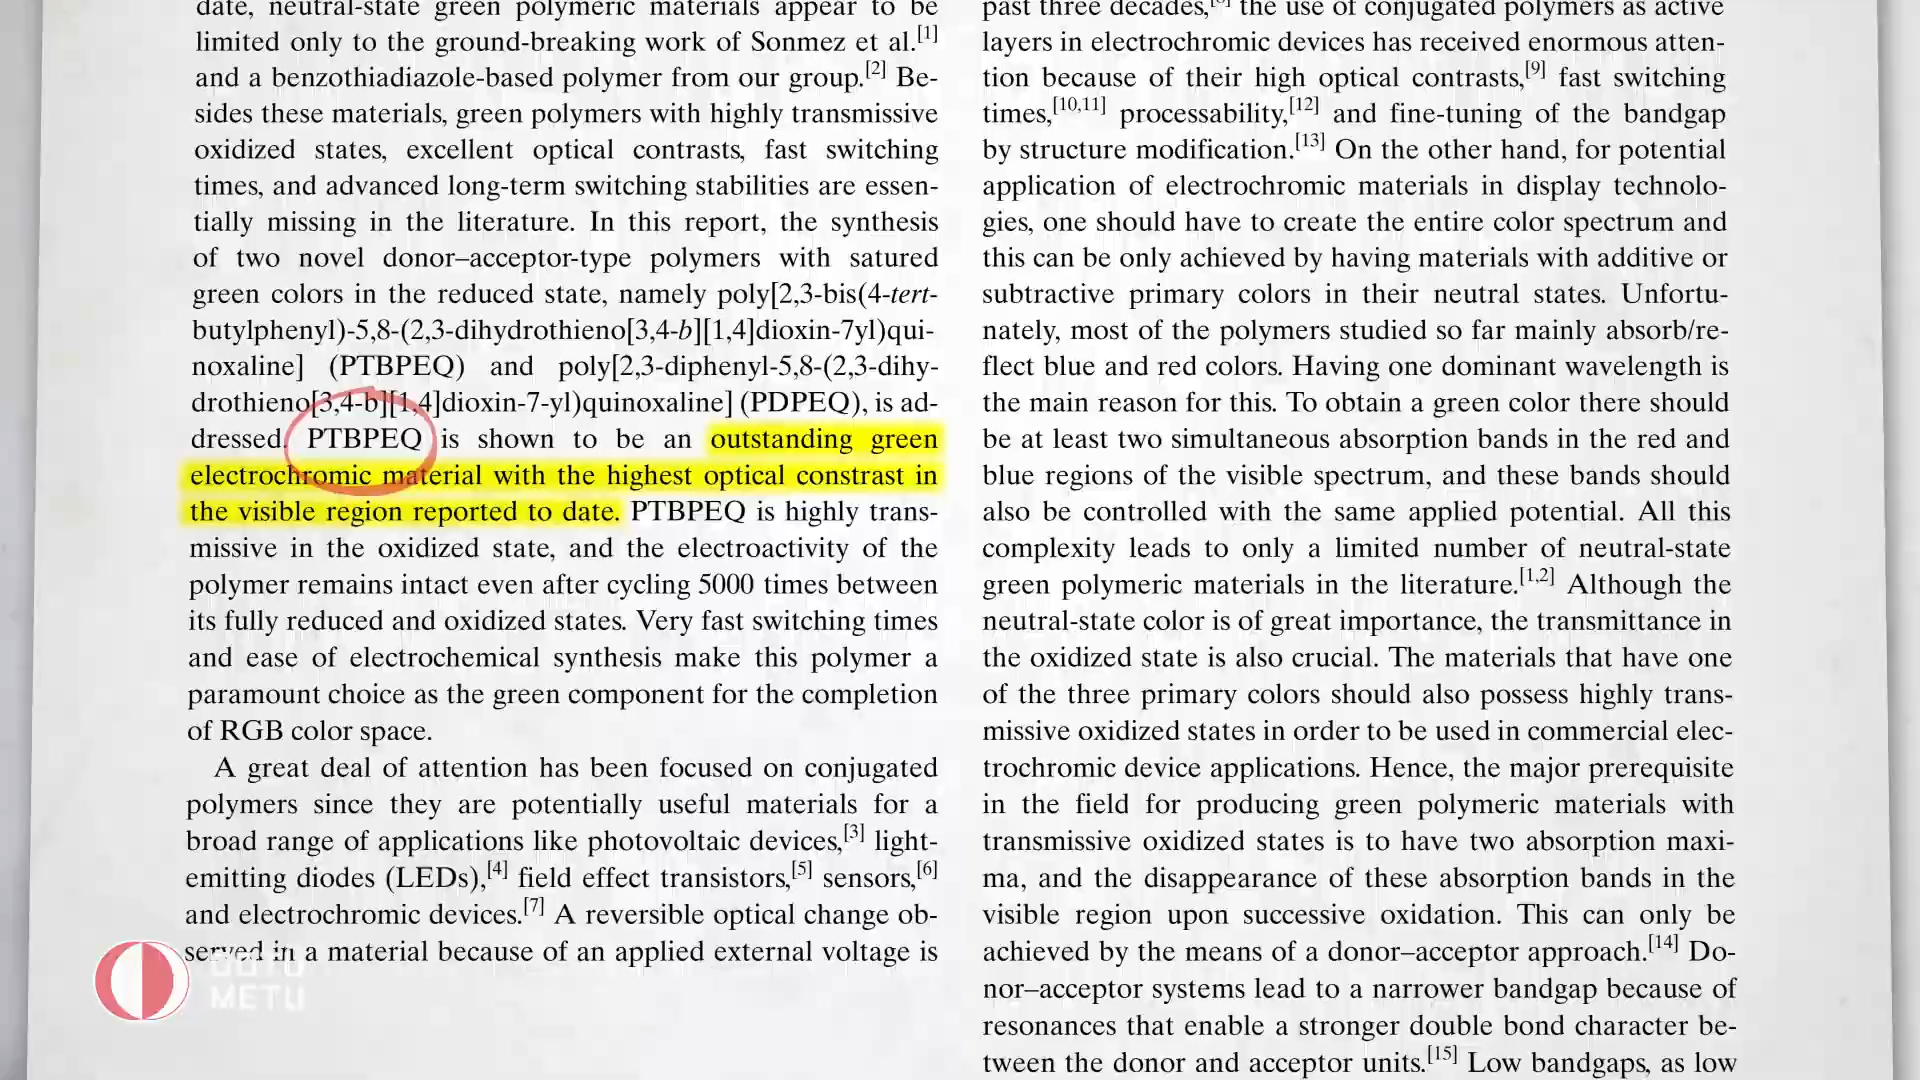 date, neutral-state green polymeric materials appear to be
limited only to the ground-breaking work of Sonmez et al.[1]
and a benzothiadiazole-based polymer from our group.[2] Be-
sides these materials, green polymers with highly transmissive
oxidized states, excellent optical contrasts, fast switching
times, and advanced long-term switching stabilities are essen-
tially missing in the literature. In this report, the synthesis
of two novel donor–acceptor-type polymers with satured
green colors in the reduced state, namely poly[2,3-bis(4-tert-
butylphenyl)-5,8-(2,3-dihydrothieno[3,4-b][1,4]dioxin-7yl)qui-
noxaline] (PTBPEQ) and poly[2,3-diphenyl-5,8-(2,3-dihy-
drothieno[3,4-b][1,4]dioxin-7-yl)quinoxaline] (PDPEQ), is ad-
dressed. PTBPEQ is shown to be an outstanding green
electrochromic material with the highest optical constrast in
the visible region reported to date. PTBPEQ is highly trans-
missive in the oxidized state, and the electroactivity of the
polymer remains intact even after cycling 5000 times between
its fully reduced and oxidized states. Very fast switching times
and ease of electrochemical synthesis make this polymer a
paramount choice as the green component for the completion
of RGB color space.
A great deal of attention has been focused on conjugated
polymers since they are potentially useful materials for a
broad range of applications like photovoltaic devices,[3] light-
emitting diodes (LEDs),[4] field effect transistors,[5] sensors,[6]
and electrochromic devices.[7] A reversible optical change ob-
served in a material because of an applied external voltage is
past three decades,[8] the use of conjugated polymers as active
layers in electrochromic devices has received enormous atten-
tion because of their high optical contrasts,[9] fast switching
times,[10,11] processability,[12] and fine-tuning of the bandgap
by structure modification.[13] On the other hand, for potential
application of electrochromic materials in display technolo-
gies, one should have to create the entire color spectrum and
this can be only achieved by having materials with additive or
subtractive primary colors in their neutral states. Unfortu-
nately, most of the polymers studied so far mainly absorb/re-
flect blue and red colors. Having one dominant wavelength is
the main reason for this. To obtain a green color there should
be at least two simultaneous absorption bands in the red and
blue regions of the visible spectrum, and these bands should
also be controlled with the same applied potential. All this
complexity leads to only a limited number of neutral-state
green polymeric materials in the literature.[1,2] Although the
neutral-state color is of great importance, the transmittance in
the oxidized state is also crucial. The materials that have one
of the three primary colors should also possess highly trans-
missive oxidized states in order to be used in commercial elec-
trochromic device applications. Hence, the major prerequisite
in the field for producing green polymeric materials with
transmissive oxidized states is to have two absorption maxi-
ma, and the disappearance of these absorption bands in the
visible region upon successive oxidation. This can only be
achieved by the means of a donor–acceptor approach.[14] Do-
nor–acceptor systems lead to a narrower bandgap because of
resonances that enable a stronger double bond character be-
tween the donor and acceptor units.[15] Low bandgaps, as low
ODTÜ
METU